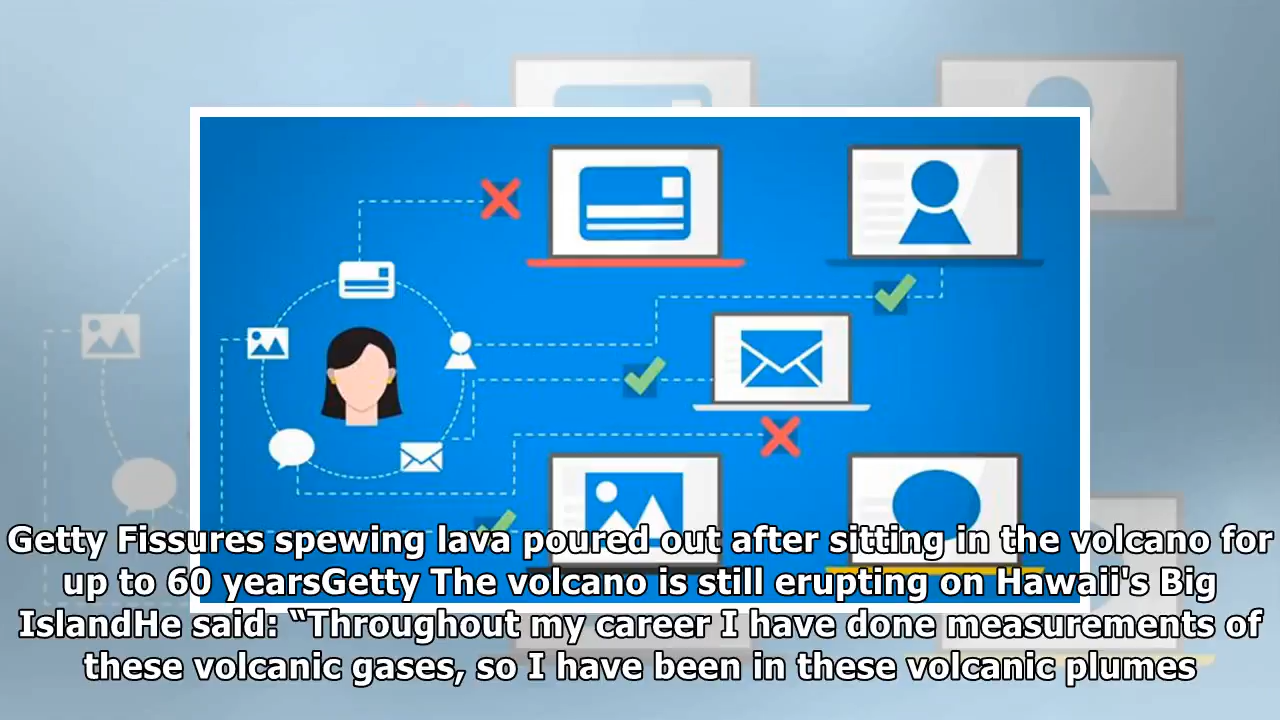 Getty Fissures spewing lava poured out after sitting in the volcano for
up to 60 yearsGetty The volcano is still erupting on Hawaii's Big
IslandHe said: “Throughout my career I have done measurements of
these volcanic gases, so I have been in these volcanic plumes